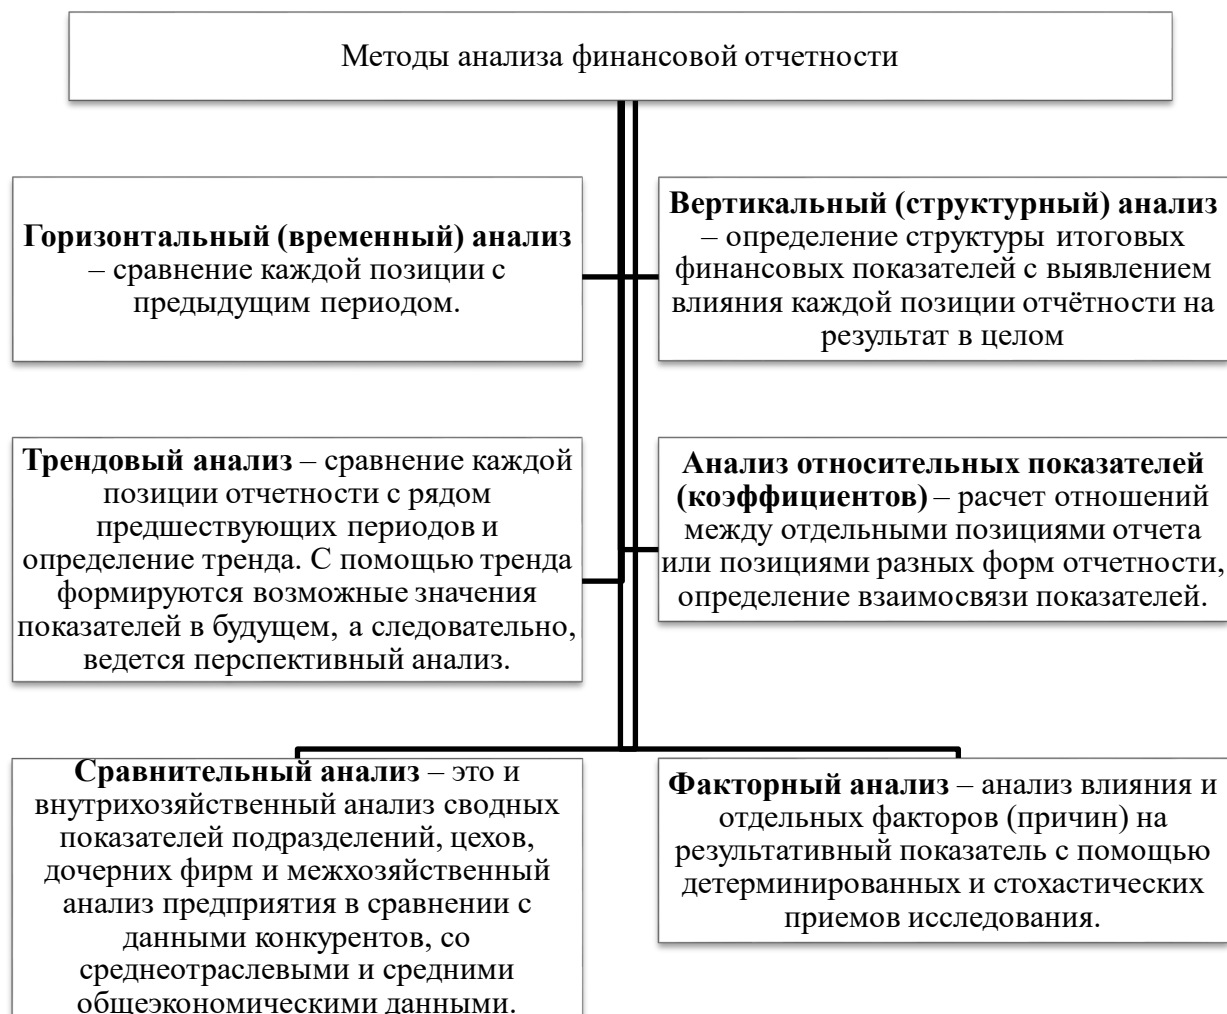 Методы анализа финансовой отчетности
Горизонтальный (временный) анализ
– сравнение каждой позиции с
предыдущим периодом.
Вертикальный (структурный) анализ
– определение структуры итоговых
финансовых показателей с выявлением
влияния каждой позиции отчётности на
результат в целом
Трендовый анализ – сравнение каждой
позиции отчетности с рядом
предшествующих периодов и
определение тренда. С помощью тренда
формируются возможные значения
показателей в будущем, а следовательно,
ведется перспективный анализ.
Анализ относительных показателей
(коэффициентов) – расчет отношений
между отдельными позициями отчета
или позициями разных форм отчетности,
определение взаимосвязи показателей.
Сравнительный анализ – это и
внутрихозяйственный анализ сводных
показателей подразделений, цехов,
дочерних фирм и межхозяйственный
анализ предприятия в сравнении с
данными конкурентов, со
среднеотраслевыми и средними
общеэкономическими данными.
Факторный анализ – анализ влияния и
отдельных факторов (причин) на
результативный показатель с помощью
детерминированных и стохастических
приемов исследования.